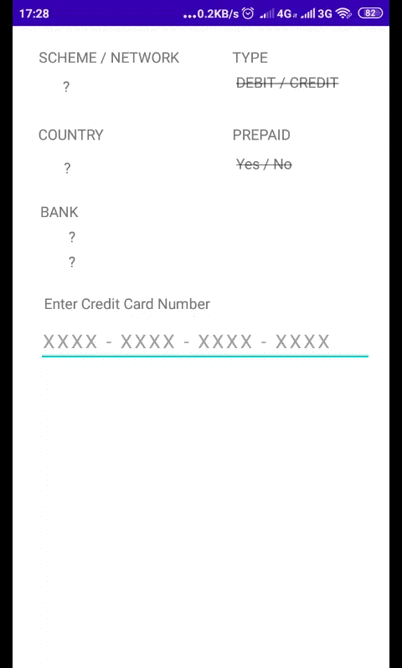 17:28 ...0.2KB/s 4G 3G 82
SCHEME / NETWORK TYPE
? DEBIT / CREDIT
COUNTRY PREPAID
? Yes / No
BANK
?
?
Enter Credit Card Number
XXXX - XXXX - XXXX - XXXX